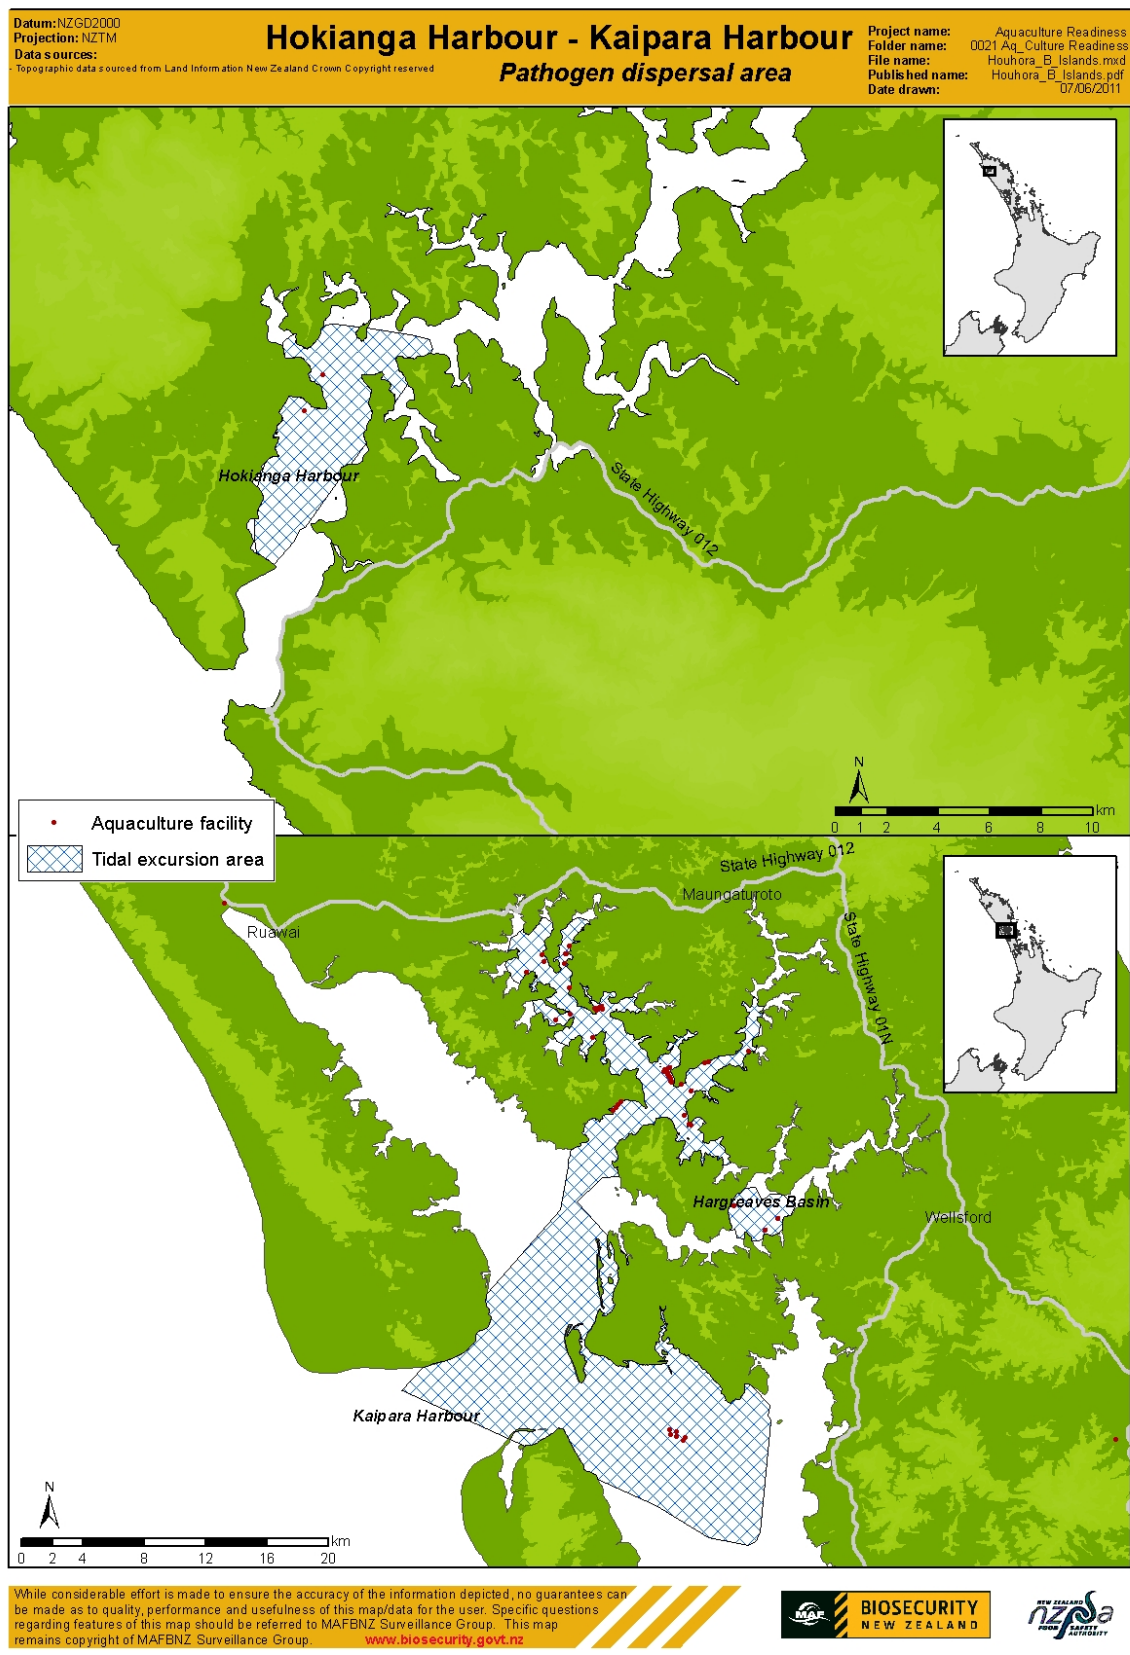 Datum:NZGD2000
Projection: NZTM
Data sources:
- Topographic data sourced from Land Information New Zealand Crown Copyright reserved
Hokianga Harbour - Kaipara Harbour
Pathogen dispersal area
Project name: Aquaculture Readiness
Folder name: 0021 Aq_Culture Readiness
File name: Houhora_B_Islands.mxd
Published name: Houhora_B_Islands.pdf
Date drawn: 07/06/2011
Hokianga Harbour
State Highway 012
N
km
0 1 2 4 6 8 10
Aquaculture facility
Tidal excursion area
State Highway 012
Maungaturoto
Ruawai
State Highway 01N
Hargreaves Basin
Wellsford
Kaipara Harbour
N
km
0 2 4 8 12 16 20
While considerable effort is made to ensure the accuracy of the information depicted, no guarantees can
be made as to quality, performance and usefulness of this map/data for the user. Specific questions
regarding features of this map should be referred to MAFBNZ Surveillance Group. This map
remains copyright of MAFBNZ Surveillance Group. www.biosecurity.govt.nz
MAF
BIOSECURITY
NEW ZEALAND
NEW ZEALAND
nzfsa
FOOD SAFETY
AUTHORITY